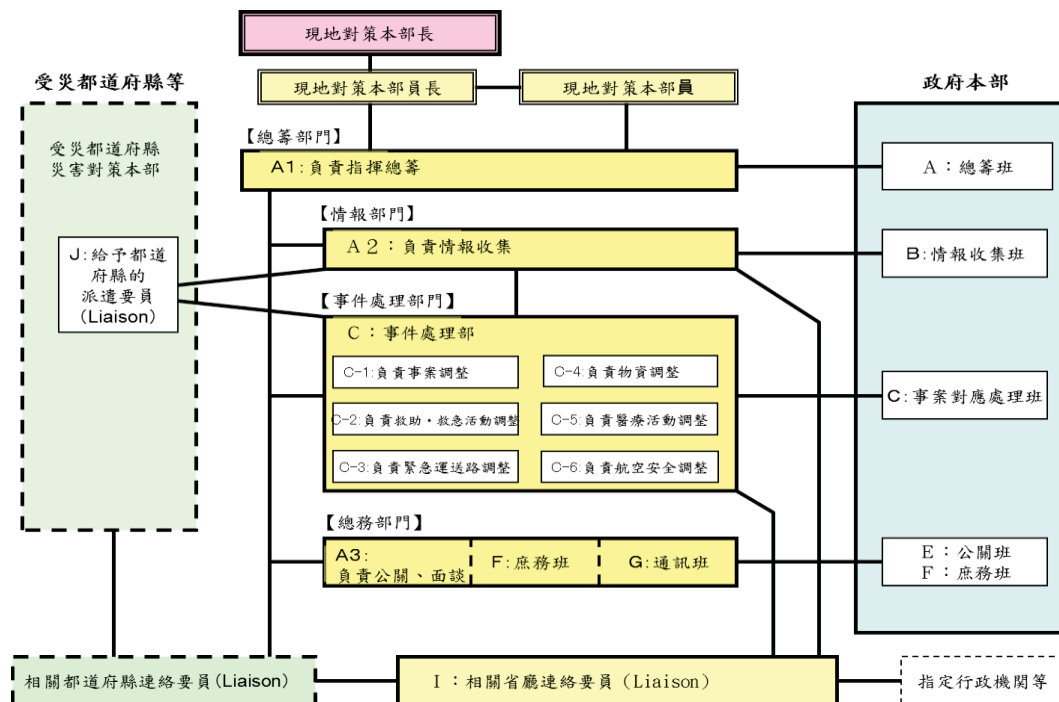 現地對策本部長
受災都道府縣等
現地對策本部員長
現地對策本部員
政府本部
【總籌部門】
受災都道府縣
災害對策本部
A1:負責指揮總籌
A：總籌班
【情報部門】
A２：負責情報收集
B:情報收集班
J:給予都道
府縣的
派遣要員
(Liaison)
【事件處理部門】
C：事件處理部
C-1:負責事案調整
C-4:負責物資調整
C:事案對應處理班
C-2:負責救助・救急活動調整
C-5:負責醫療活動調整
C-3:負責緊急運送路調整
C-6:負責航空安全調整
【總務部門】
A3:
負責公關、面談
F:庶務班
G:通訊班
E：公關班
F：庶務班
相關都道府縣連絡要員(Liaison)
I：相關省廳連絡要員（Liaison）
指定行政機関等